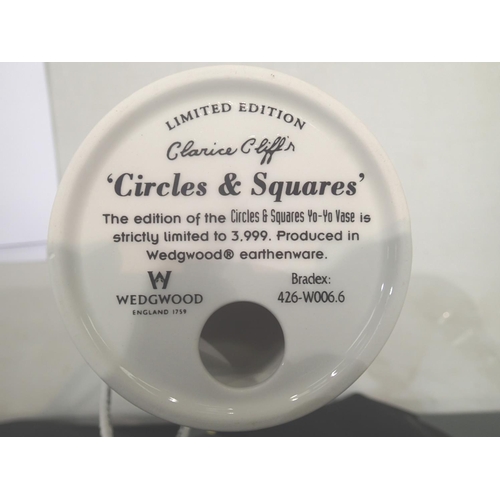 LIMITED EDITION
Clarice Cliff's
'Circles & Squares'
The edition of the Circles & Squares Yo-Yo Vase is
strictly limited to 3,999. Produced in
Wedgwood® earthenware.
W
WEDGWOOD
ENGLAND 1759
Bradex:
426-W006.6